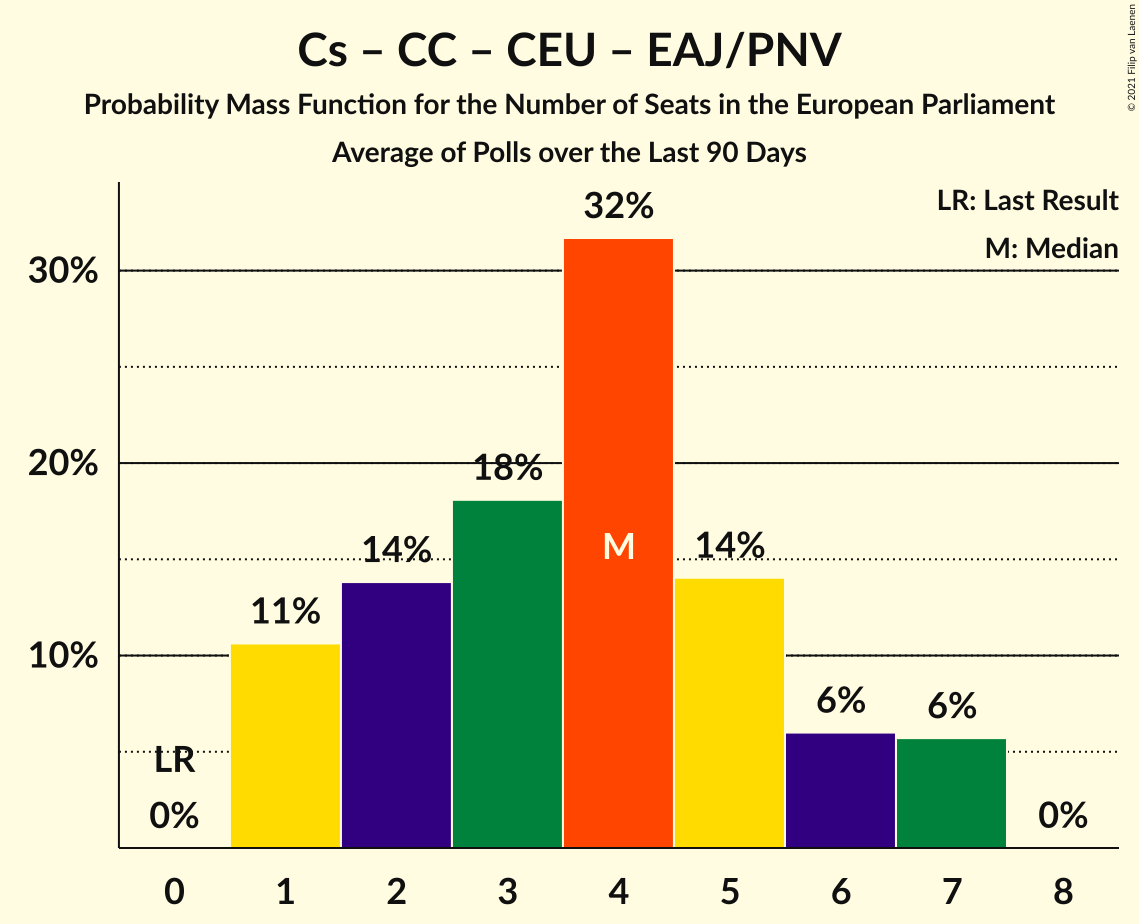 Cs – CC – CEU – EAJ/PNV
Probability Mass Function for the Number of Seats in the European Parliament
Average of Polls over the Last 90 Days
© 2021 Filip van Laenen
LR: Last Result
M: Median
32%
30%
20%
18%
14%
M
14%
11%
10%
6%
6%
LR
0%
0%
0 1 2 3 4 5 6 7 8